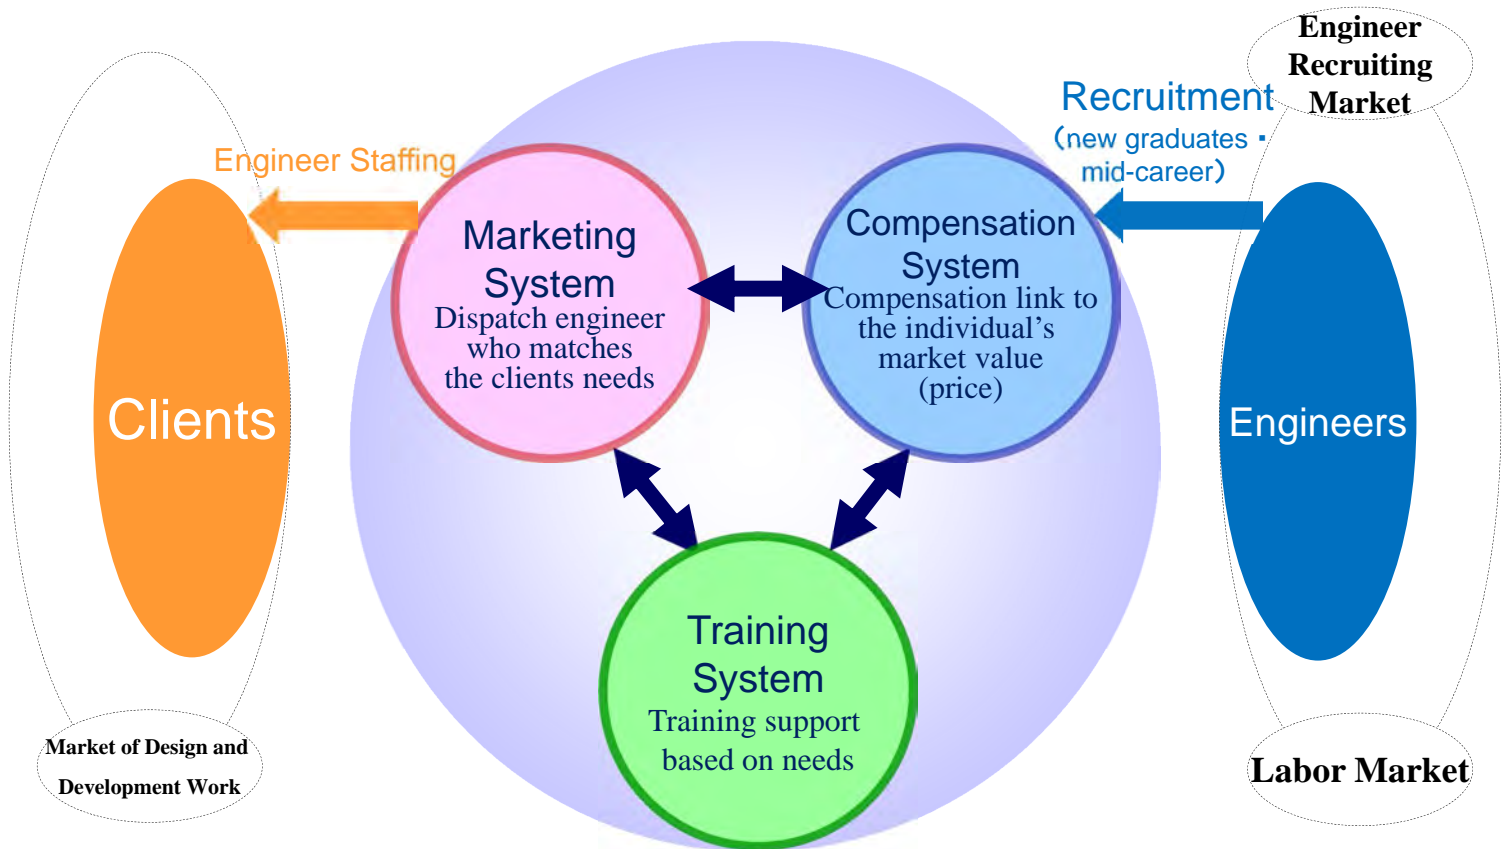 Engineer
Recruiting
Market
Recruitment
(new graduates・
mid-career)
Engineer Staffing
Marketing
System
Dispatch engineer
who matches
the clients needs
Compensation
System
Compensation link to
the individual’s
market value
(price)
Clients
Engineers
Training
System
Training support
based on needs
Market of Design and
Development Work
Labor Market